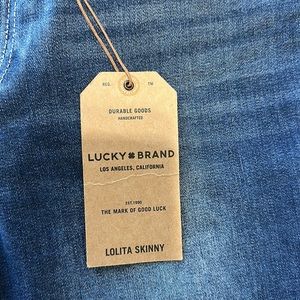 REG. TM
DURABLE GOODS
HANDCRAFTED
LUCKY BRAND
LOS ANGELES, CALIFORNIA
EST. 1990
THE MARK OF GOOD LUCK
LOLITA SKINNY